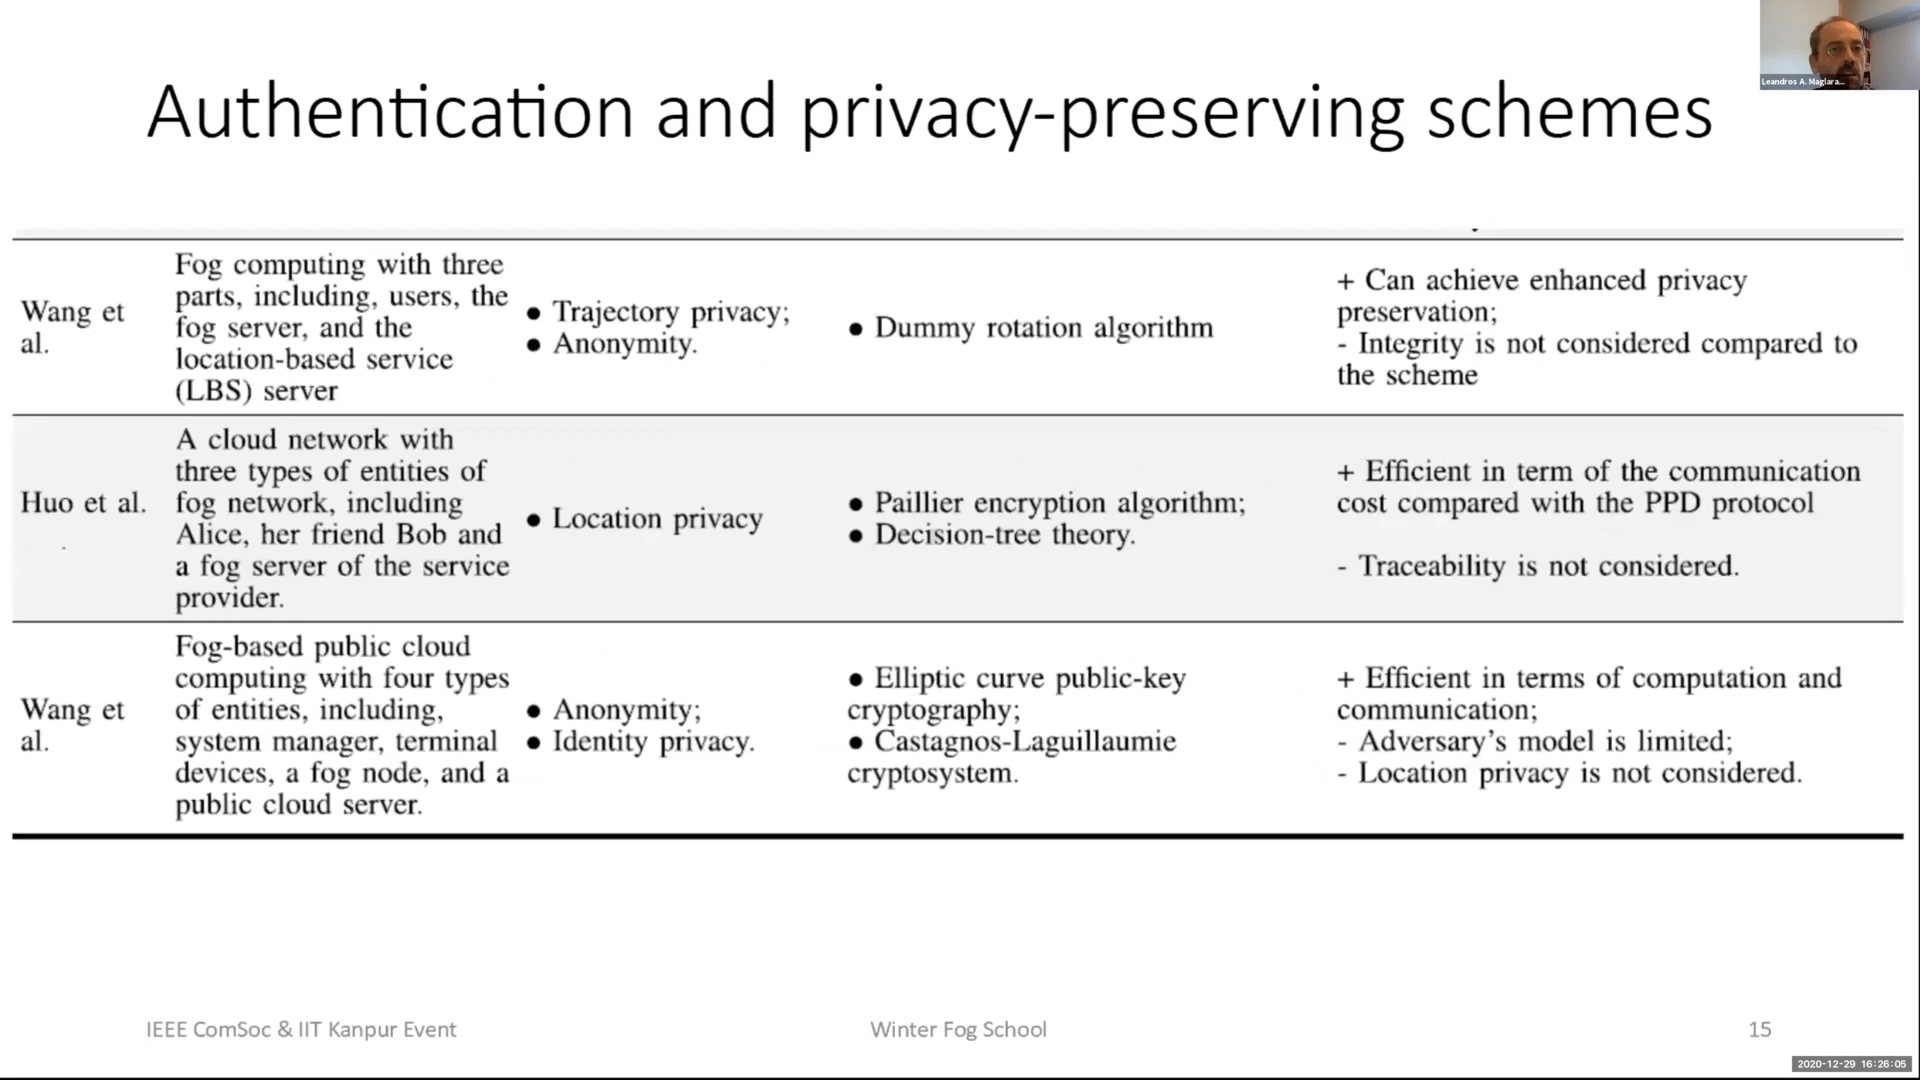 Leandros A. Maglara...
Authentication and privacy-preserving schemes
Wang et
al.
Fog computing with three
parts, including, users, the
fog server, and the
location-based service
(LBS) server
● Trajectory privacy;
● Anonymity.
● Dummy rotation algorithm
+ Can achieve enhanced privacy
preservation;
- Integrity is not considered compared to
the scheme
Huo et al.
A cloud network with
three types of entities of
fog network, including
Alice, her friend Bob and
a fog server of the service
provider.
● Location privacy
● Paillier encryption algorithm;
● Decision-tree theory.
+ Efficient in term of the communication
cost compared with the PPD protocol
- Traceability is not considered.
Wang et
al.
Fog-based public cloud
computing with four types
of entities, including,
system manager, terminal
devices, a fog node, and a
public cloud server.
● Anonymity;
● Identity privacy.
● Elliptic curve public-key
cryptography;
● Castagnos-Laguillaumie
cryptosystem.
+ Efficient in terms of computation and
communication;
- Adversary's model is limited;
- Location privacy is not considered.
IEEE ComSoc & IIT Kanpur Event
Winter Fog School
15
2020-12-29 16:26:05